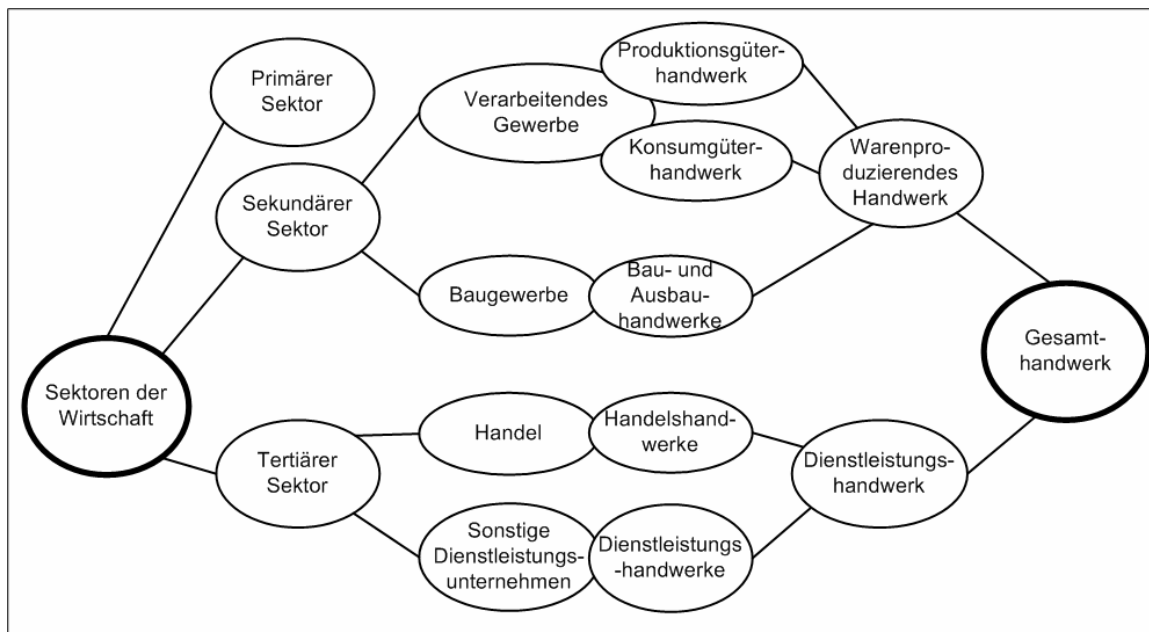 Primärer
Sektor
Sekundärer
Sektor
Sektoren der
Wirtschaft
Tertiärer
Sektor
Verarbeitendes
Gewerbe
Baugewerbe
Handel
Sonstige
Dienstleistungs-
unternehmen
Produktionsgüter-
handwerk
Konsumgüter-
handwerk
Bau- und
Ausbau-
handwerke
Handelshand-
werke
Dienstleistungs
-handwerke
Warenpro-
duzierendes
Handwerk
Dienstleistungs-
handwerk
Gesamt-
handwerk